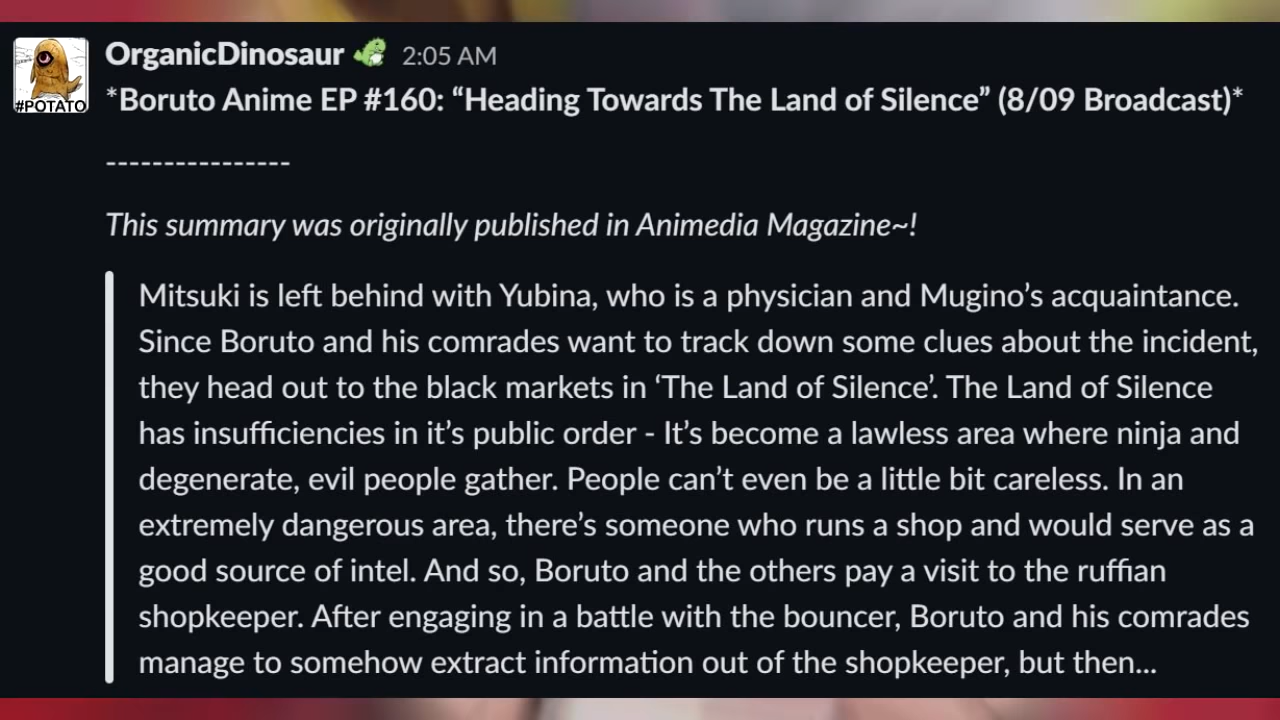 OrganicDinosaur 2:05 AM
#POTATO
*Boruto Anime EP #160: “Heading Towards The Land of Silence” (8/09 Broadcast)*
----------------
This summary was originally published in Animedia Magazine~!
Mitsuki is left behind with Yubina, who is a physician and Mugino’s acquaintance.
Since Boruto and his comrades want to track down some clues about the incident,
they head out to the black markets in ‘The Land of Silence’. The Land of Silence
has insufficiencies in it’s public order - It’s become a lawless area where ninja and
degenerate, evil people gather. People can’t even be a little bit careless. In an
extremely dangerous area, there’s someone who runs a shop and would serve as a
good source of intel. And so, Boruto and the others pay a visit to the ruffian
shopkeeper. After engaging in a battle with the bouncer, Boruto and his comrades
manage to somehow extract information out of the shopkeeper, but then...